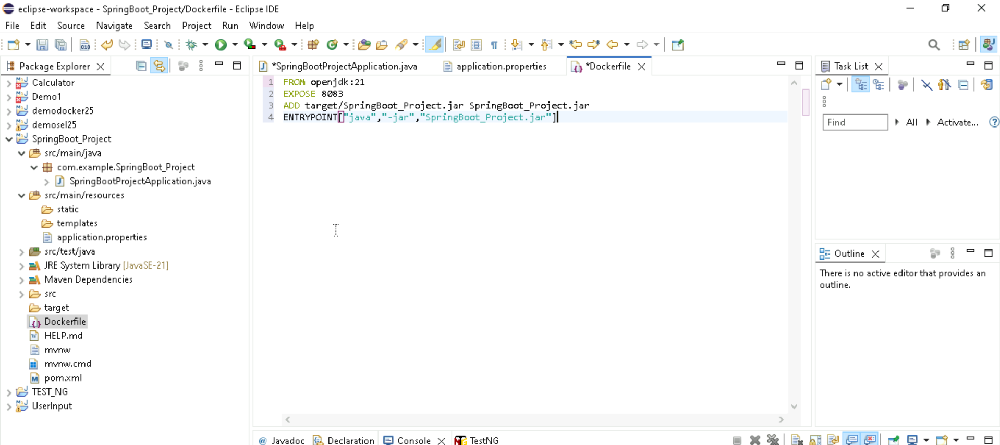 eclipse-workspace - SpringBoot_Project/Dockerfile - Eclipse IDE
File Edit Source Navigate Search Project Run Window Help
Package Explorer
Calculator
Demo1
demodocker25
demosel25
SpringBoot_Project
src/main/java
com.example.SpringBoot_Project
SpringBootProjectApplication.java
src/main/resources
static
templates
application.properties
src/test/java
JRE System Library [JavaSE-21]
Maven Dependencies
src
target
Dockerfile
HELP.md
mvnw
mvnw.cmd
pom.xml
TEST_NG
UserInput
*SpringBootProjectApplication.java application.properties *Dockerfile
1 FROM openjdk:21
2 EXPOSE 8083
3 ADD target/SpringBoot_Project.jar SpringBoot_Project.jar
4 ENTRYPOINT["java","-jar","SpringBoot_Project.jar"]
Task List
Find All Activate...
Outline
There is no active editor that provides an
outline.
@ Javadoc Declaration Console TestNG